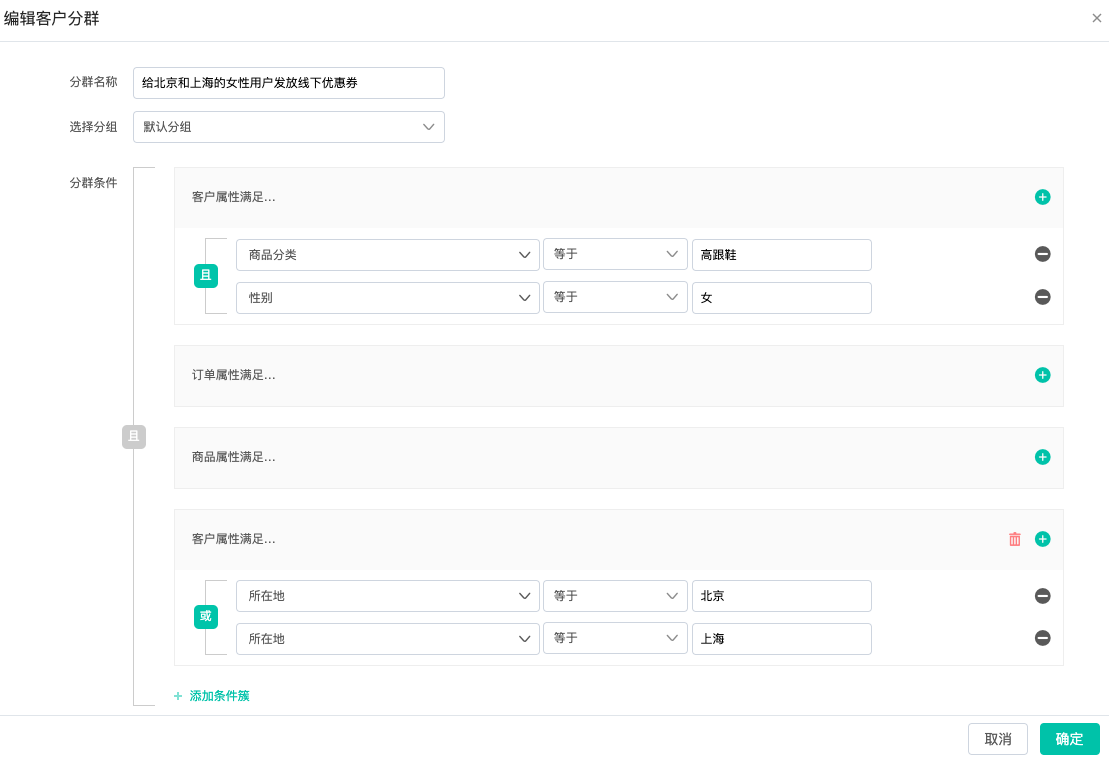 编辑客户分群
分群名称 给北京和上海的女性用户发放线下优惠券
选择分组 默认分组
分群条件 客户属性满足...
商品分类 等于 高跟鞋
且
性别 等于 女
订单属性满足...
且
商品属性满足...
客户属性满足...
所在地 等于 北京
或
所在地 等于 上海
+ 添加条件簇
取消 确定